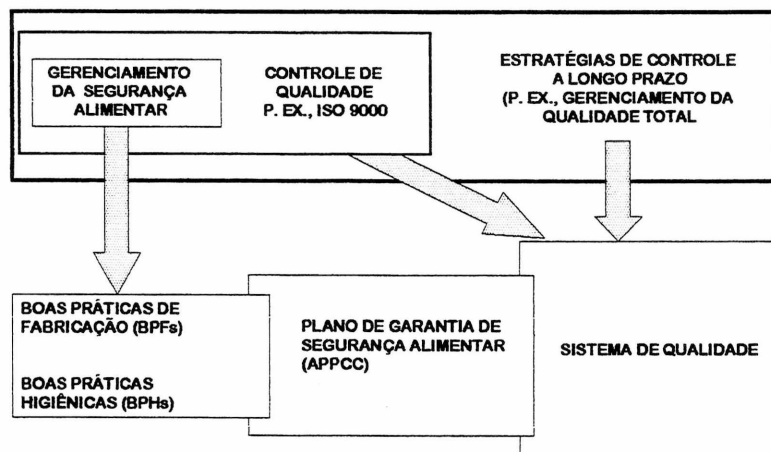 GERENCIAMENTO
DA SEGURANÇA
ALIMENTAR
CONTROLE DE
QUALIDADE
P. EX., ISO 9000
ESTRATÉGIAS DE CONTROLE
A LONGO PRAZO
(P. EX., GERENCIAMENTO DA
QUALIDADE TOTAL
BOAS PRÁTICAS DE
FABRICAÇÃO (BPFs)
BOAS PRÁTICAS
HIGIÊNICAS (BPHs)
PLANO DE GARANTIA DE
SEGURANÇA ALIMENTAR
(APPCC)
SISTEMA DE QUALIDADE